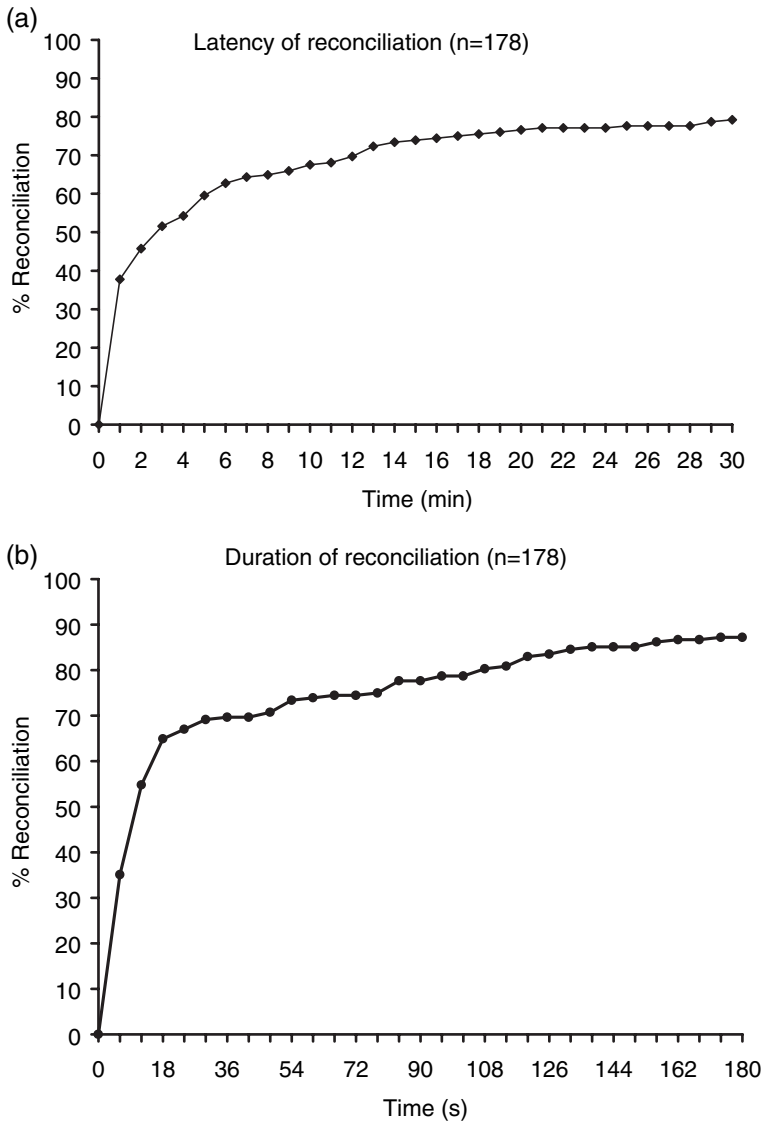 (a)
Latency of reconciliation (n=178)
100
90
80
70
60
50
40
30
20
10
0
% Reconciliation
0 2 4 6 8 10 12 14 16 18 20 22 24 26 28 30
Time (min)
(b)
Duration of reconciliation (n=178)
100
90
80
70
60
50
40
30
20
10
0
% Reconciliation
0 18 36 54 72 90 108 126 144 162 180
Time (s)